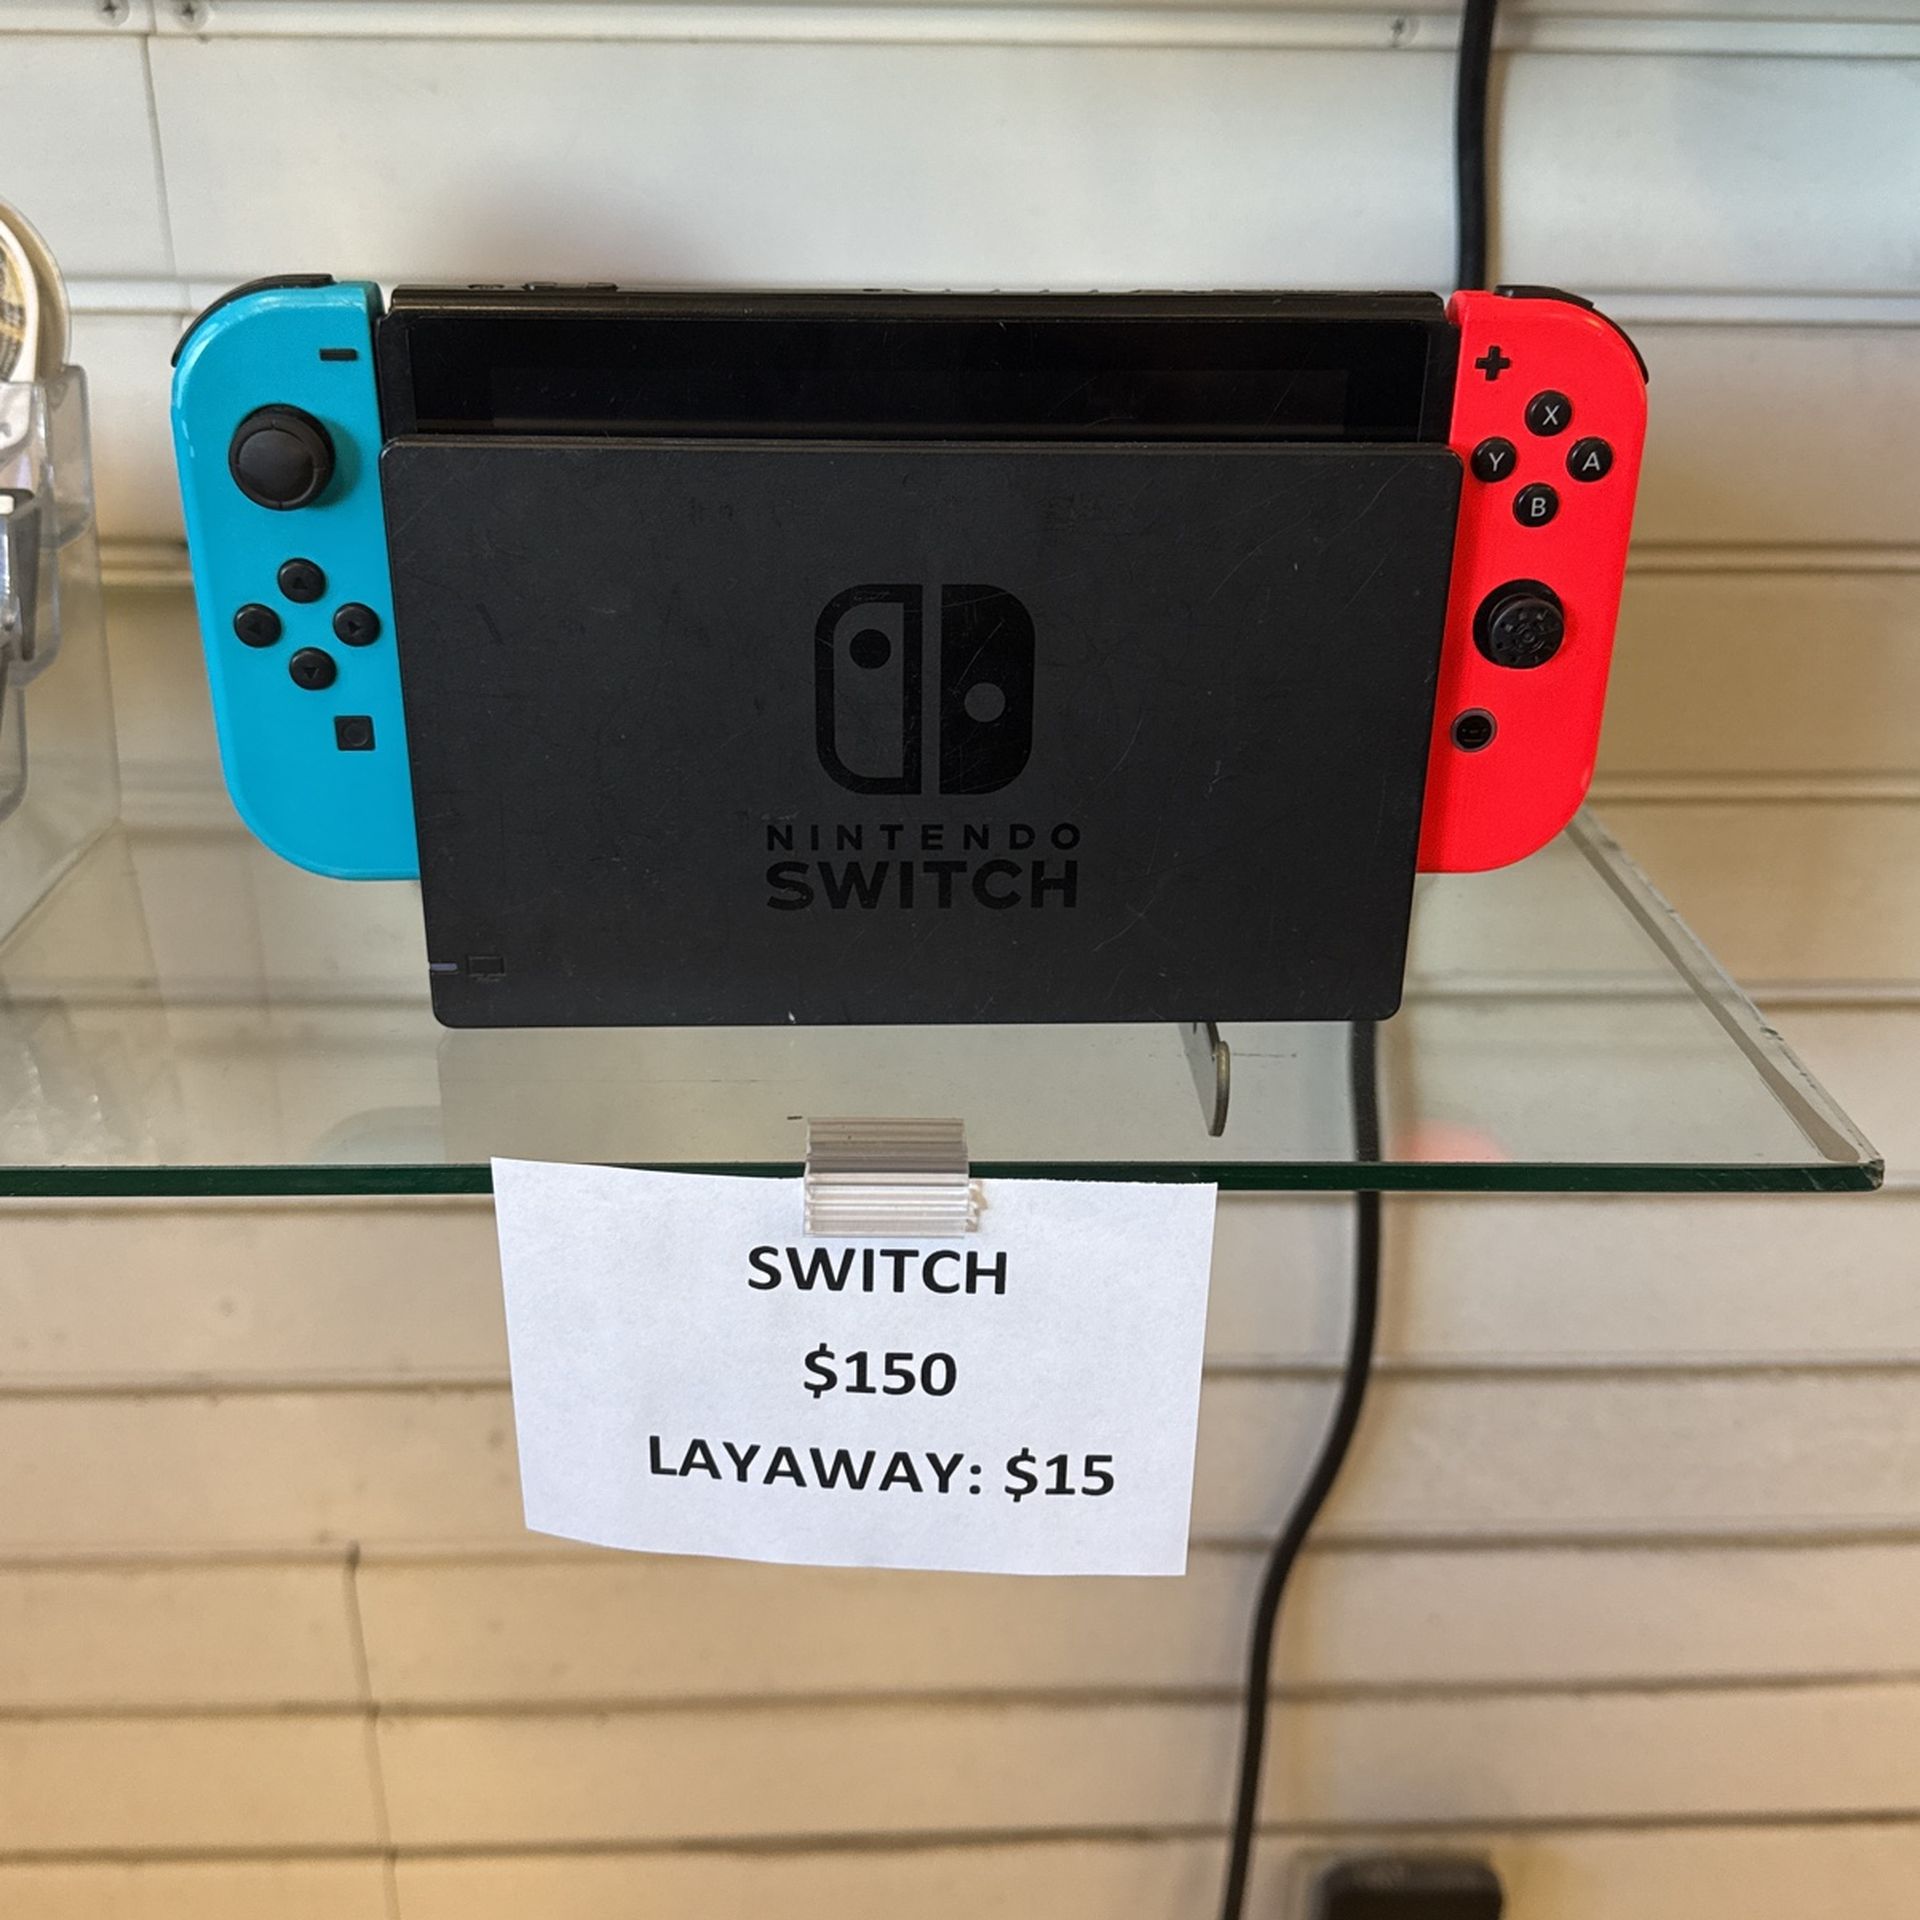 X
Y A
B
NINTENDO
SWITCH
SWITCH
$150
LAYAWAY: $15